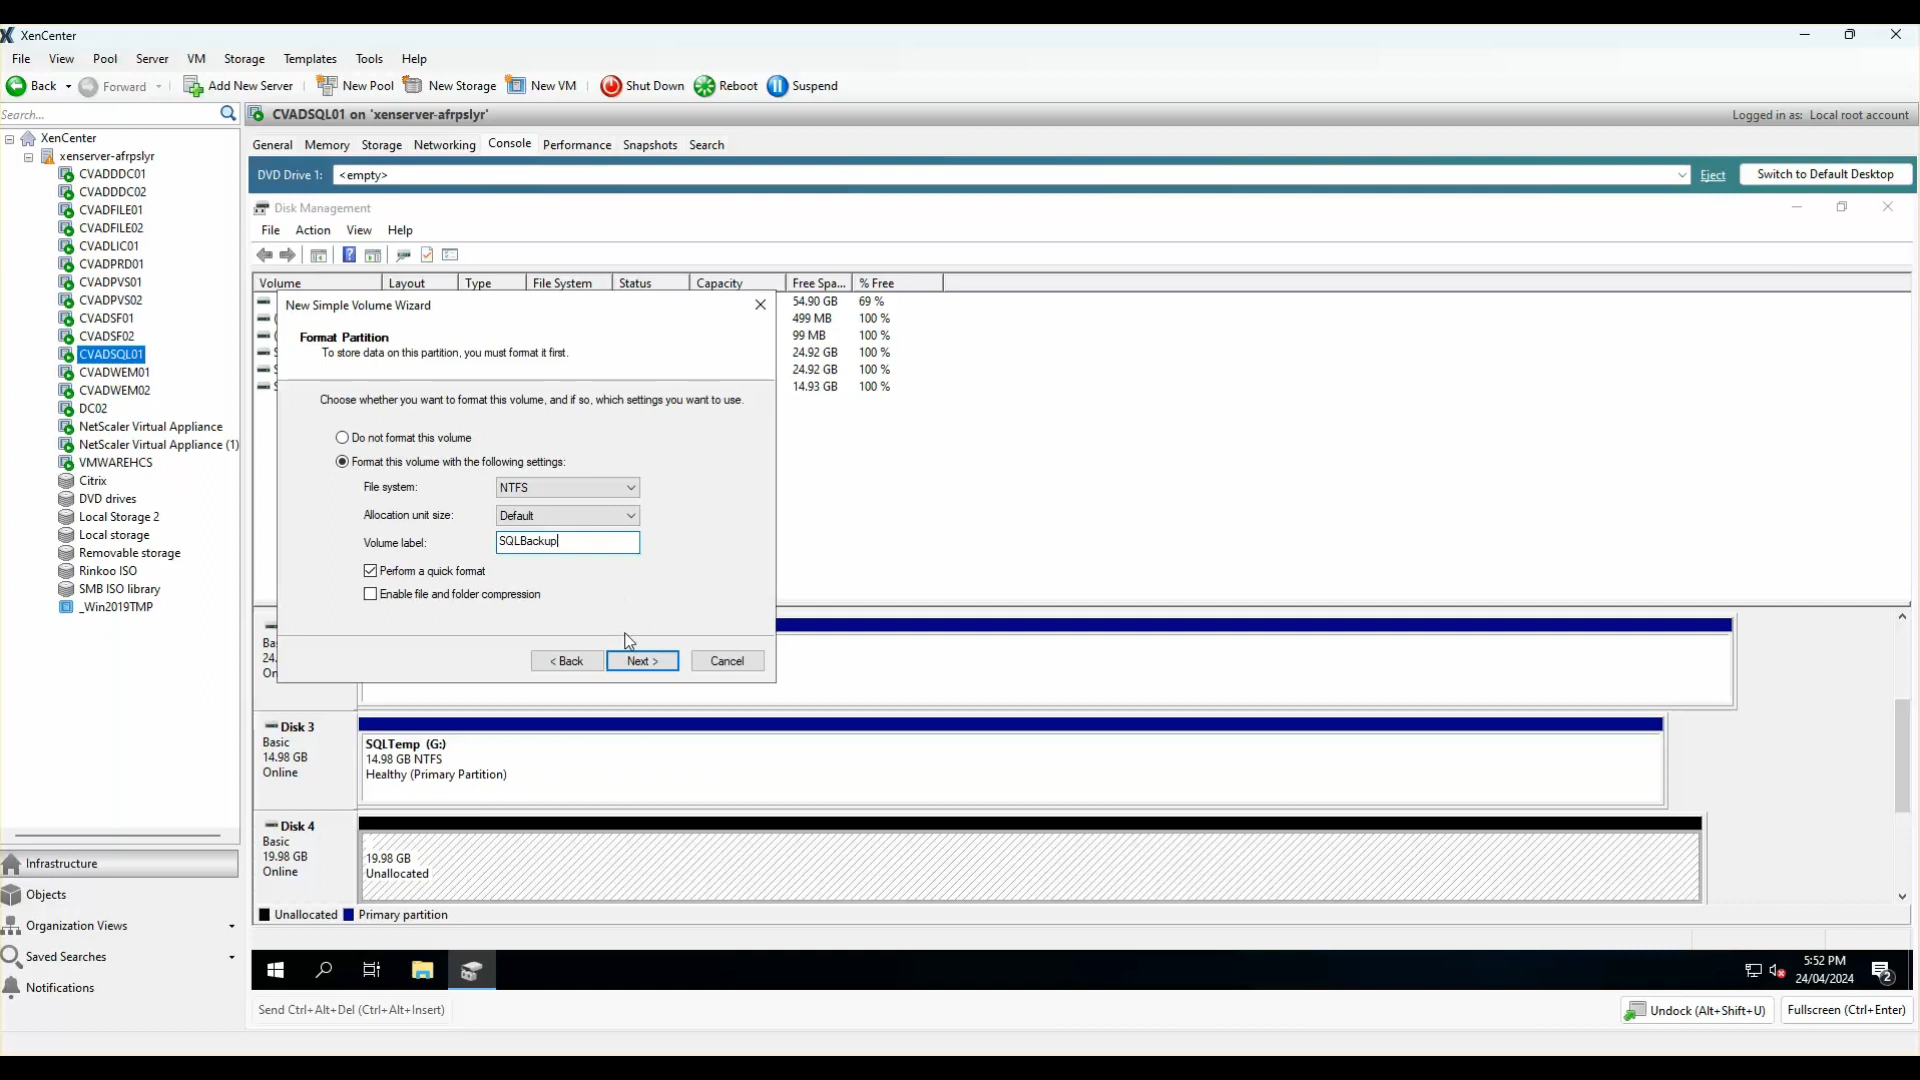 XenCenter
File View Pool Server VM Storage Templates Tools Help
Back Forward Add New Server New Pool New Storage New VM Shut Down Reboot Suspend
Search...
CVADSQL01 on 'xenserver-afrpslyr'
Logged in as: Local root account
XenCenter
xenserver-afrpslyr
CVADDDC01
CVADDDC02
CVADFILE01
CVADFILE02
CVADLIC01
CVADPRD01
CVADPVS01
CVADPVS02
CVADSF01
CVADSF02
CVADSQL01
CVADWEM01
CVADWEM02
DC02
NetScaler Virtual Appliance
NetScaler Virtual Appliance (1)
VMWAREHCS
Citrix
DVD drives
Local Storage 2
Local storage
Removable storage
Rinkoo ISO
SMB ISO library
_Win2019TMP
Infrastructure
Objects
Organization Views
Saved Searches
Notifications
General Memory Storage Networking Console Performance Snapshots Search
DVD Drive 1: <empty> Eject Switch to Default Desktop
Disk Management
File Action View Help
Volume Layout Type File System Status Capacity Free Spa... % Free
54.90 GB 69 %
499 MB 100 %
99 MB 100 %
24.92 GB 100 %
24.92 GB 100 %
14.93 GB 100 %
New Simple Volume Wizard
Format Partition
To store data on this partition, you must format it first.
Choose whether you want to format this volume, and if so, which settings you want to use.
Do not format this volume
Format this volume with the following settings:
File system: NTFS
Allocation unit size: Default
Volume label: SQLBackup
Perform a quick format
Enable file and folder compression
< Back Next > Cancel
Disk 3
Basic
14.98 GB
Online
SQLTemp (G:)
14.98 GB NTFS
Healthy (Primary Partition)
Disk 4
Basic
19.98 GB
Online
19.98 GB
Unallocated
Unallocated Primary partition
5:52 PM
24/04/2024
2
Send Ctrl+Alt+Del (Ctrl+Alt+Insert)
Undock (Alt+Shift+U)
Fullscreen (Ctrl+Enter)